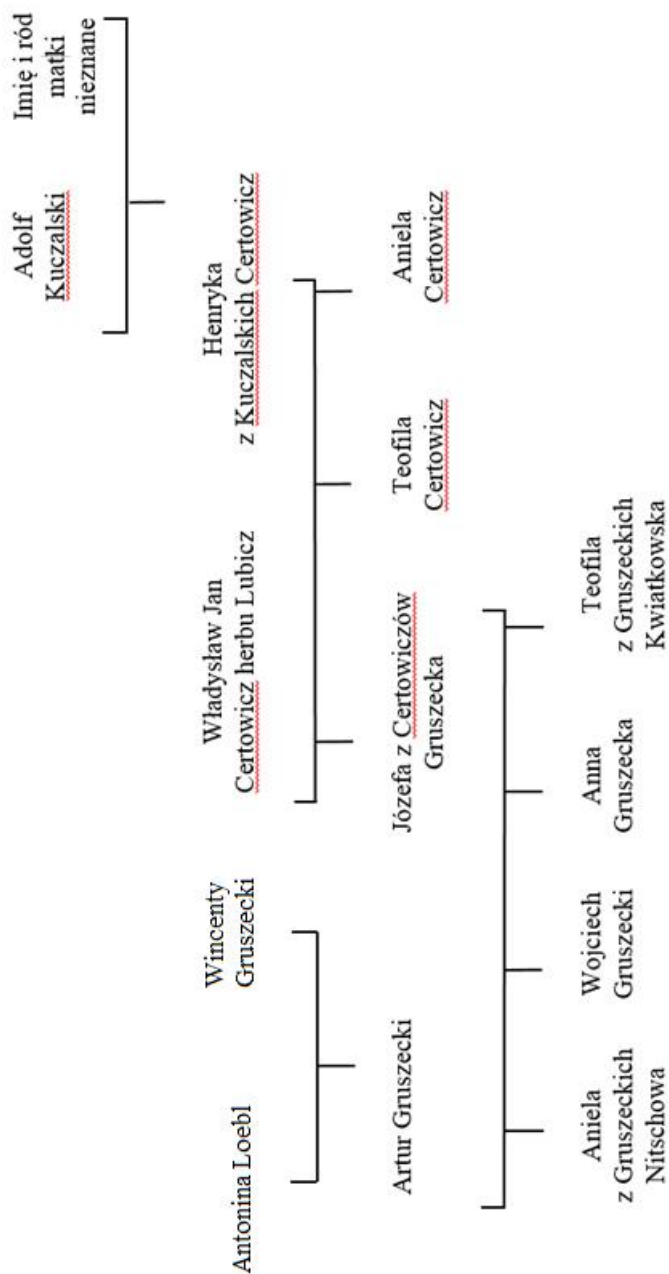 Adolf
Kuczalski
Imię i ród
matki
nieznane
Antonina Loebl
Wincenty
Gruszecki
Władysław Jan
Certowicz herbu Lubicz
Henryka
z Kuczalskich Certowicz
Artur Gruszecki
Józefa z Certowiczów
Gruszecka
Teofila
Certowicz
Aniela
Certowicz
Aniela
z Gruszeckich
Nitschowa
Wojciech
Gruszecki
Anna
Gruszecka
Teofila
z Gruszeckich
Kwiatkowska